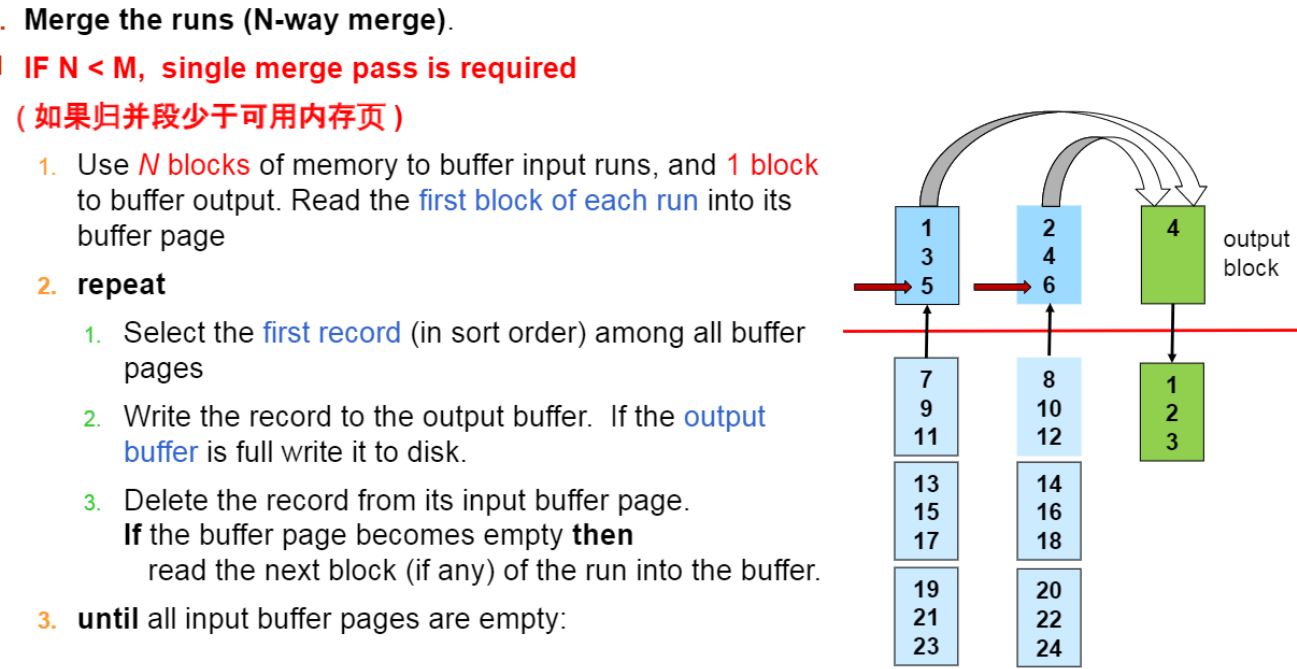 . Merge the runs (N-way merge).
IF N < M, single merge pass is required
( 如果归并段少于可用内存页 )
1. Use N blocks of memory to buffer input runs, and 1 block
to buffer output. Read the first block of each run into its
buffer page
2. repeat
1. Select the first record (in sort order) among all buffer
pages
2. Write the record to the output buffer. If the output
buffer is full write it to disk.
3. Delete the record from its input buffer page.
If the buffer page becomes empty then
read the next block (if any) of the run into the buffer.
3. until all input buffer pages are empty:
1
3
5
7
9
11
13
15
17
19
21
23
2
4
6
8
10
12
14
16
18
20
22
24
4
output
block
1
2
3